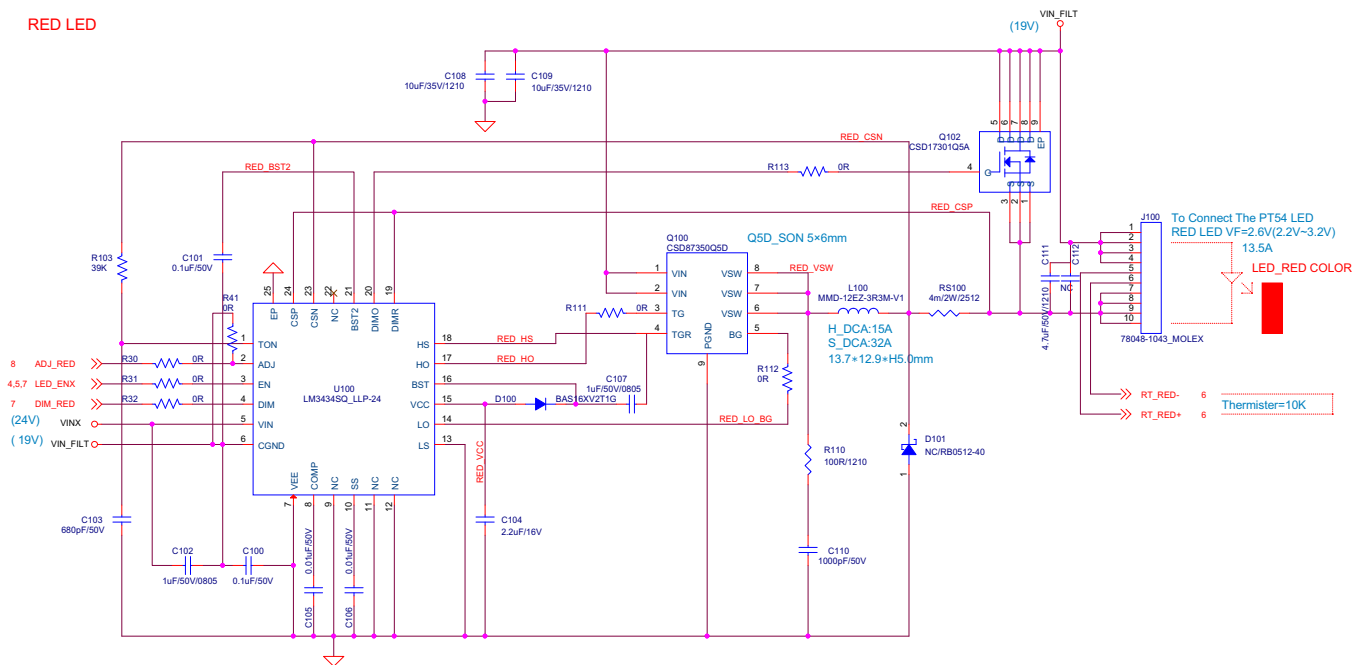 RED LED
VIN_FILT
(19V)
C108
10uF/35V/1210
C109
10uF/35V/1210
RED_CSN
Q102
CSD17301Q5A
5
6
7
8
9
D
D
D
D
EP
G
4
S
S
S
3
2
1
R113
0R
RED_BST2
RED_CSP
J100
To Connect The PT54 LED
RED LED VF=2.6V(2.2V~3.2V)
13.5A
LED_RED COLOR
1
2
3
4
5
6
7
8
9
10
78048-1043_MOLEX
C111
4.7uF/50V/1210
C112
NC
R103
39K
C101
0.1uF/50V
R41
0R
Q100
CSD87350Q5D
Q5D_SON 5×6mm
1
VIN
2
VIN
3
TG
4
TGR
VSW
8
VSW
7
VSW
6
BG
5
PGND
9
RED_VSW
L100
MMD-12EZ-3R3M-V1
H_DCA:15A
S_DCA:32A
13.7*12.9*H5.0mm
RS100
4m/2W/2512
R111
0R
RED_HS
RED_HO
R112
0R
RED_LO_BG
25
24
23
22
21
20
19
EP
CSP
CSN
NC
BST2
DIMO
DIMR
1
TON
2
ADJ
3
EN
4
DIM
5
VIN
6
CGND
HS
18
HO
17
BST
16
VCC
15
LO
14
LS
13
U100
LM3434SQ_LLP-24
VEE
COMP
NC
SS
NC
NC
7
8
9
10
11
12
8 ADJ_RED
R30
0R
4,5,7 LED_ENX
R31
0R
7 DIM_RED
R32
0R
(24V)
VINX
( 19V)
VIN_FILT
D100
BAS16XV2T1G
C107
1uF/50V/0805
RED_VCC
C104
2.2uF/16V
R110
100R/1210
C110
1000pF/50V
2
D101
NC/RB0512-40
1
RT_RED- 6
RT_RED+ 6
Thermister=10K
C103
680pF/50V
C102
1uF/50V/0805
C100
0.1uF/50V
0.01uF/50V
C105
0.01uF/50V
C106